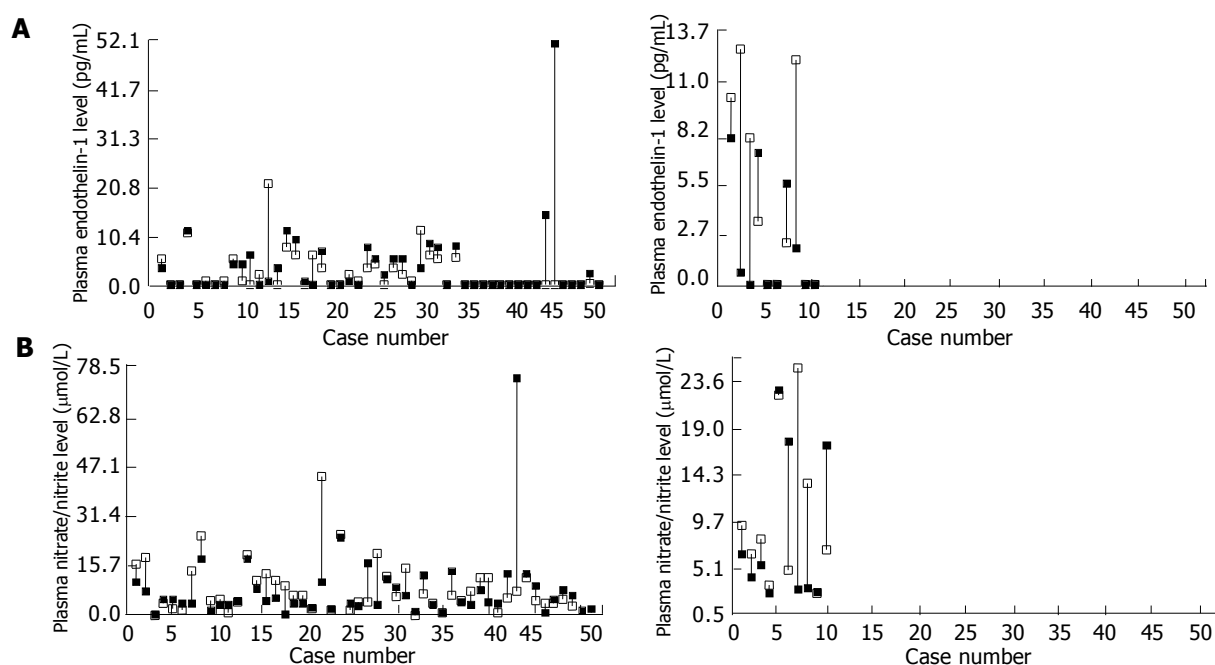 A
Plasma endothelin-1 level (pg/mL)
52.1
41.7
31.3
20.8
10.4
0.0
0 5 10 15 20 25 30 35 40 45 50
Case number
Plasma endothelin-1 level (pg/mL)
13.7
11.0
8.2
5.5
2.7
0.0
0 5 10 15 20 25 30 35 40 45 50
Case number
B
Plasma nitrate/nitrite level (µmol/L)
78.5
62.8
47.1
31.4
15.7
0.0
0 5 10 15 20 25 30 35 40 45 50
Case number
Plasma nitrate/nitrite level (µmol/L)
23.6
19.0
14.3
9.7
5.1
0.5
0 5 10 15 20 25 30 35 40 45 50
Case number